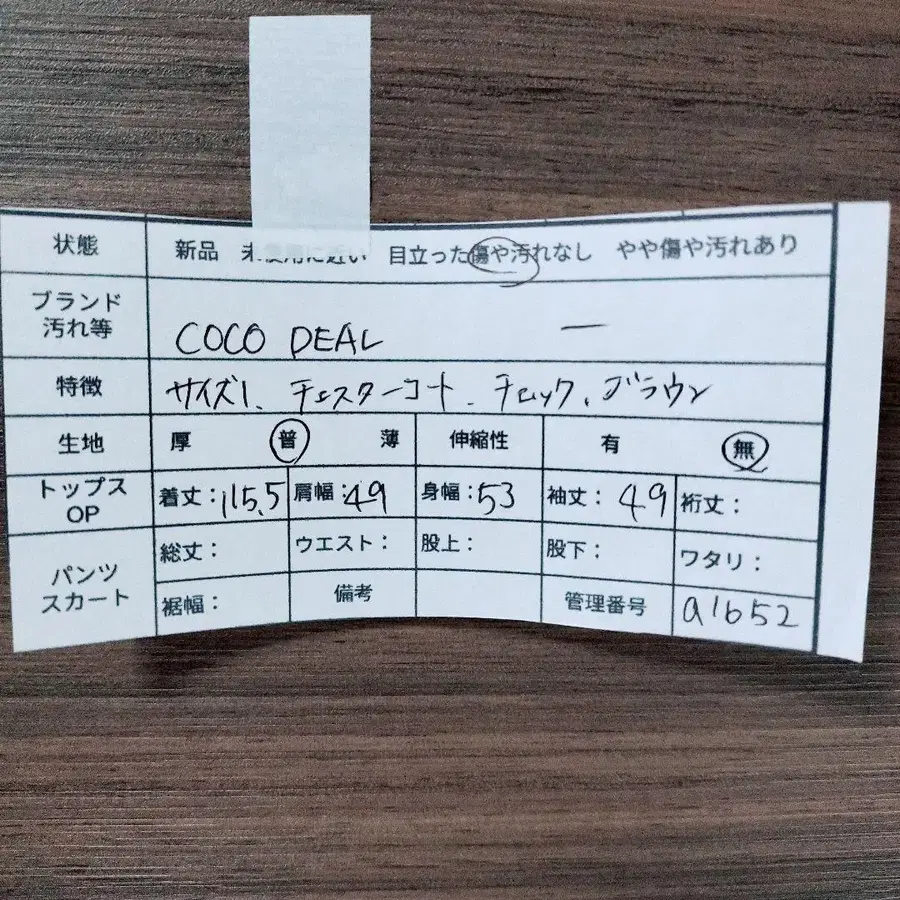 状態 新品 未使用に近い 目立った傷や汚れなし やや傷や汚れあり
ブランド
汚れ等 COCO DEAL ー
特徴 サイズ1、チェスターコート、チェック、ブラウン
生地 厚 普 薄 伸縮性 有 無
トップス
OP 着丈:115.5 肩幅:49 身幅:53 袖丈:49 裄丈:
パンツ
スカート 総丈: ウエスト: 股上: 股下: ワタリ:
裾幅: 備考 管理番号 a1652